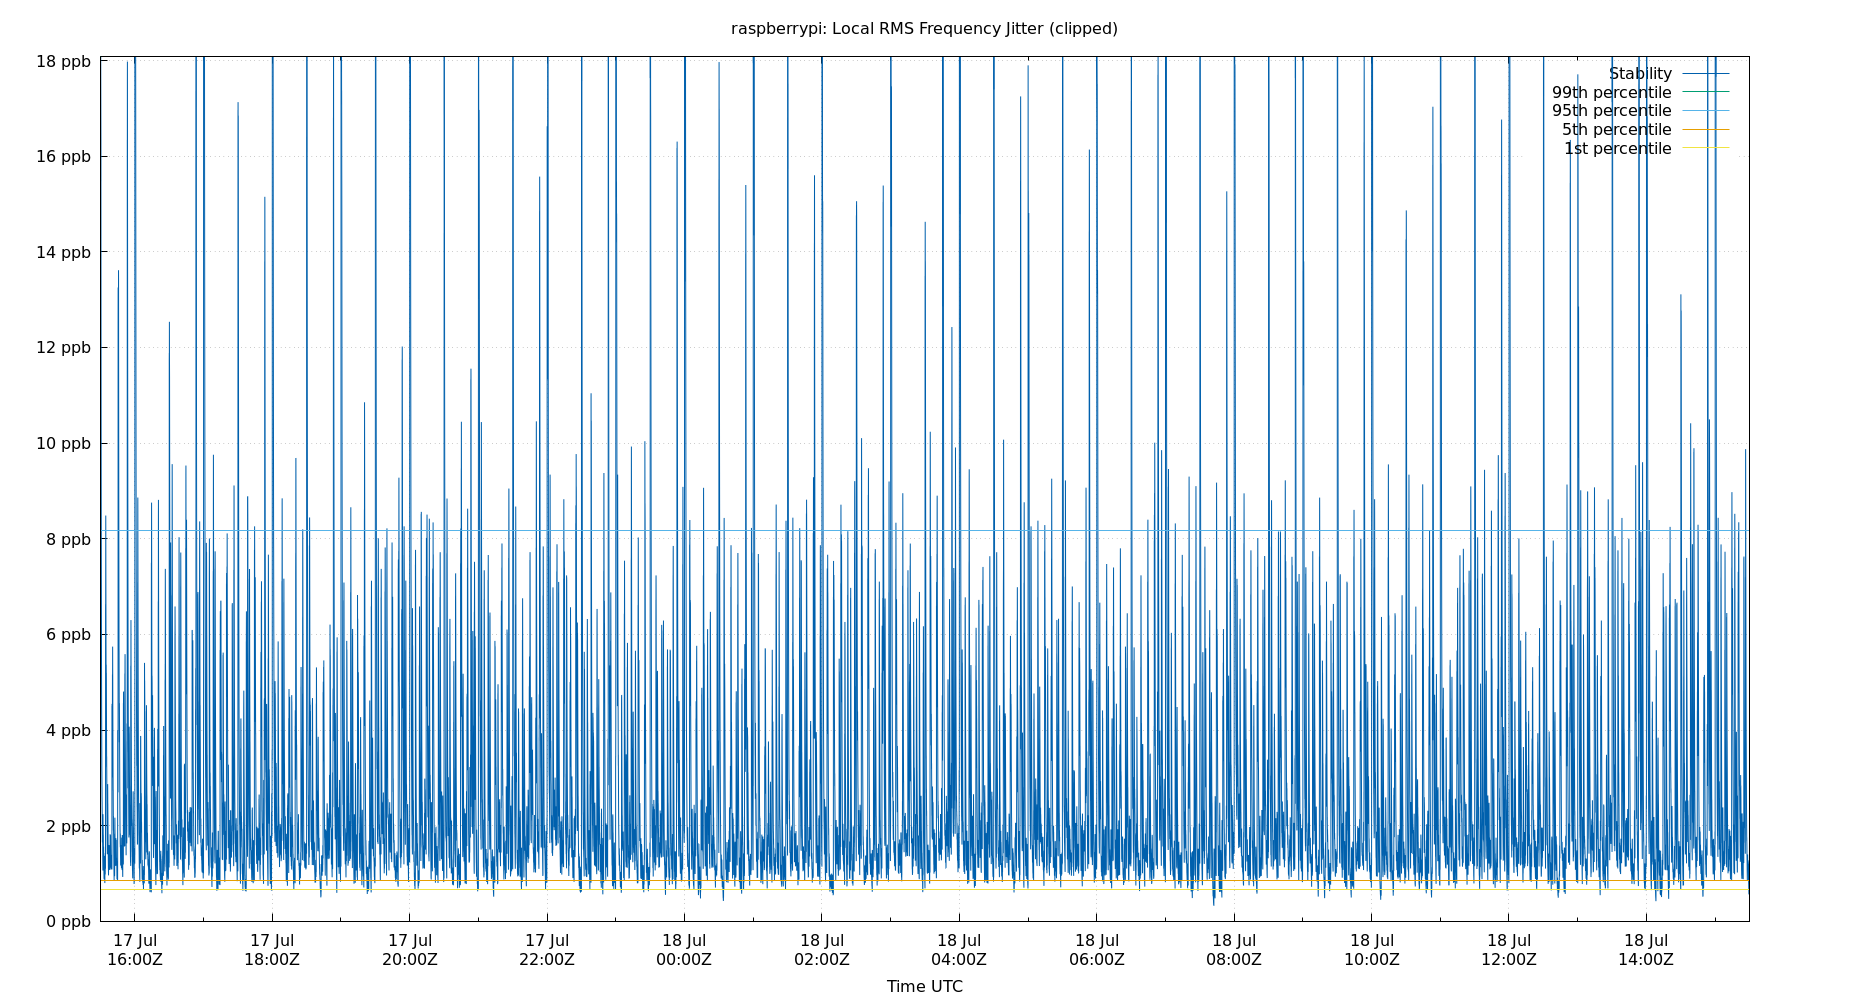 raspberrypi: Local RMS Frequency Jitter (clipped)
18 ppb
16 ppb
14 ppb
12 ppb
10 ppb
8 ppb
6 ppb
4 ppb
2 ppb
0 ppb
Stability
99th percentile
95th percentile
5th percentile
1st percentile
17 Jul 17 Jul 17 Jul 17 Jul 18 Jul 18 Jul 18 Jul 18 Jul 18 Jul 18 Jul 18 Jul 18 Jul
16:00Z 18:00Z 20:00Z 22:00Z 00:00Z 02:00Z 04:00Z 06:00Z 08:00Z 10:00Z 12:00Z 14:00Z
Time UTC